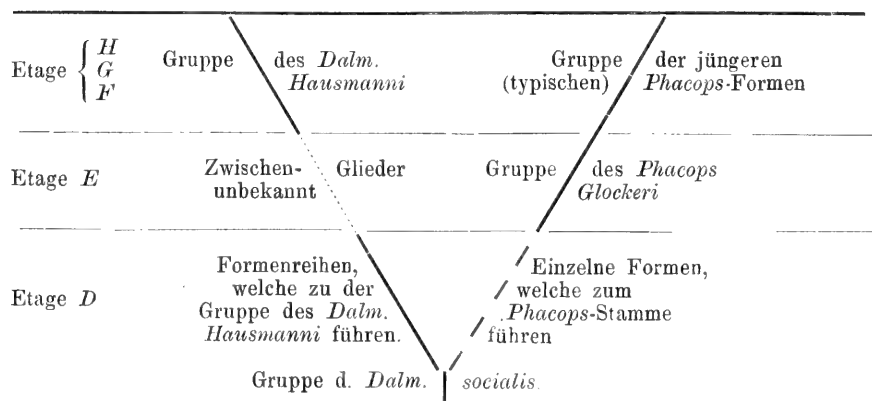 Etage { H G F
Gruppe des Dalm.
Hausmanni
Gruppe der jüngeren
(typischen) Phacops-Formen
Etage E
Zwischen- Glieder
unbekannt
Gruppe des Phacops
Glockeri
Etage D
Formenreihen,
welche zu der
Gruppe des Dalm.
Hausmanni führen.
Einzelne Formen,
welche zum
Phacops-Stamme
führen
Gruppe d. Dalm. socialis.